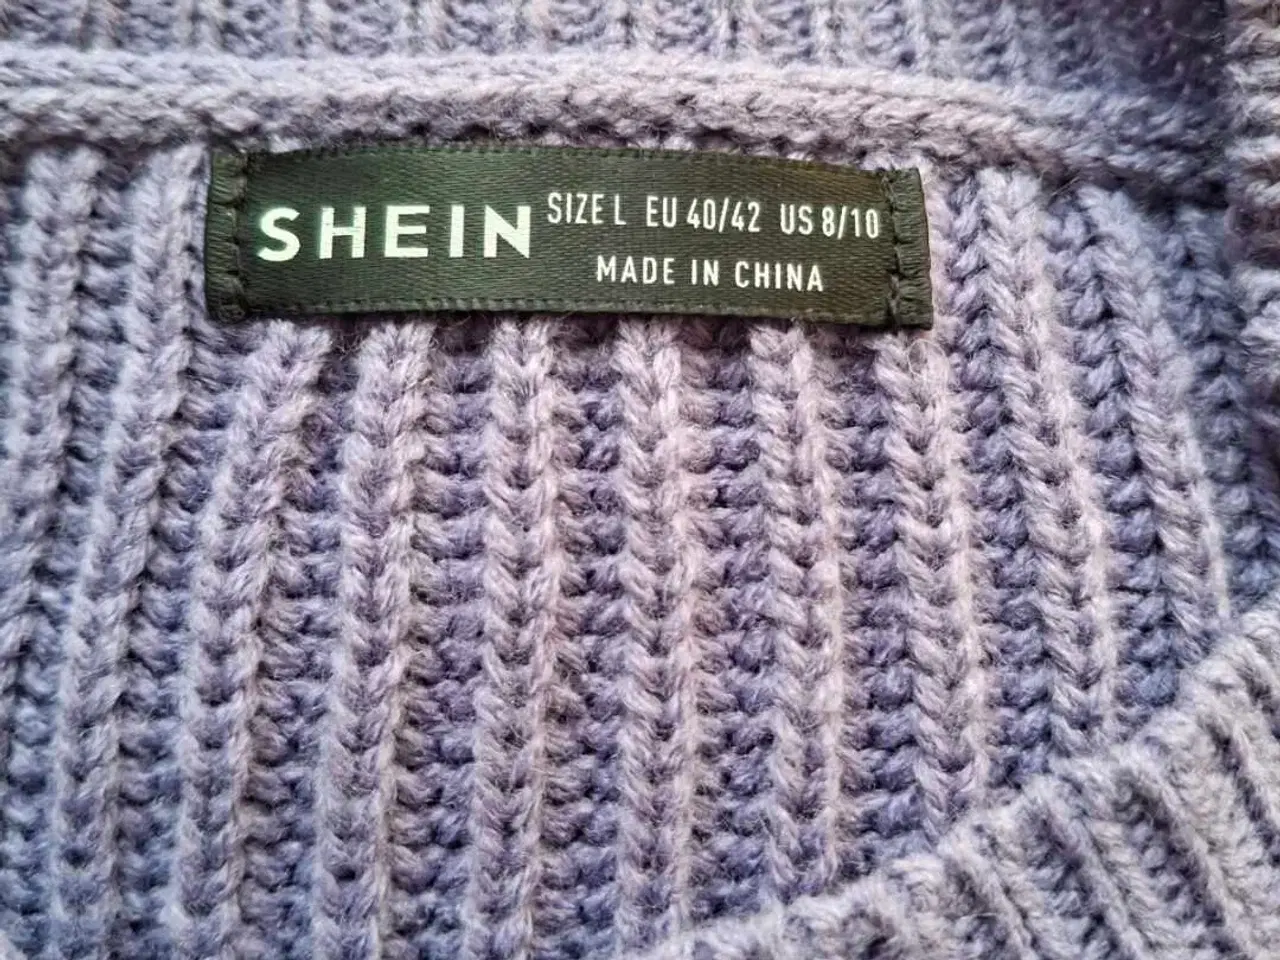 SHEIN
SIZE L EU 40/42 US 8/10
MADE IN CHINA